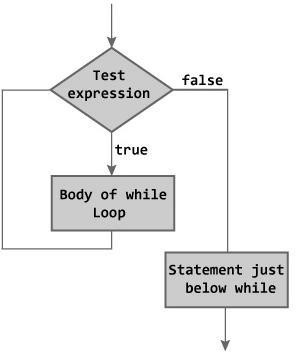 Test
expression
false
true
Body of while
Loop
Statement just
below while